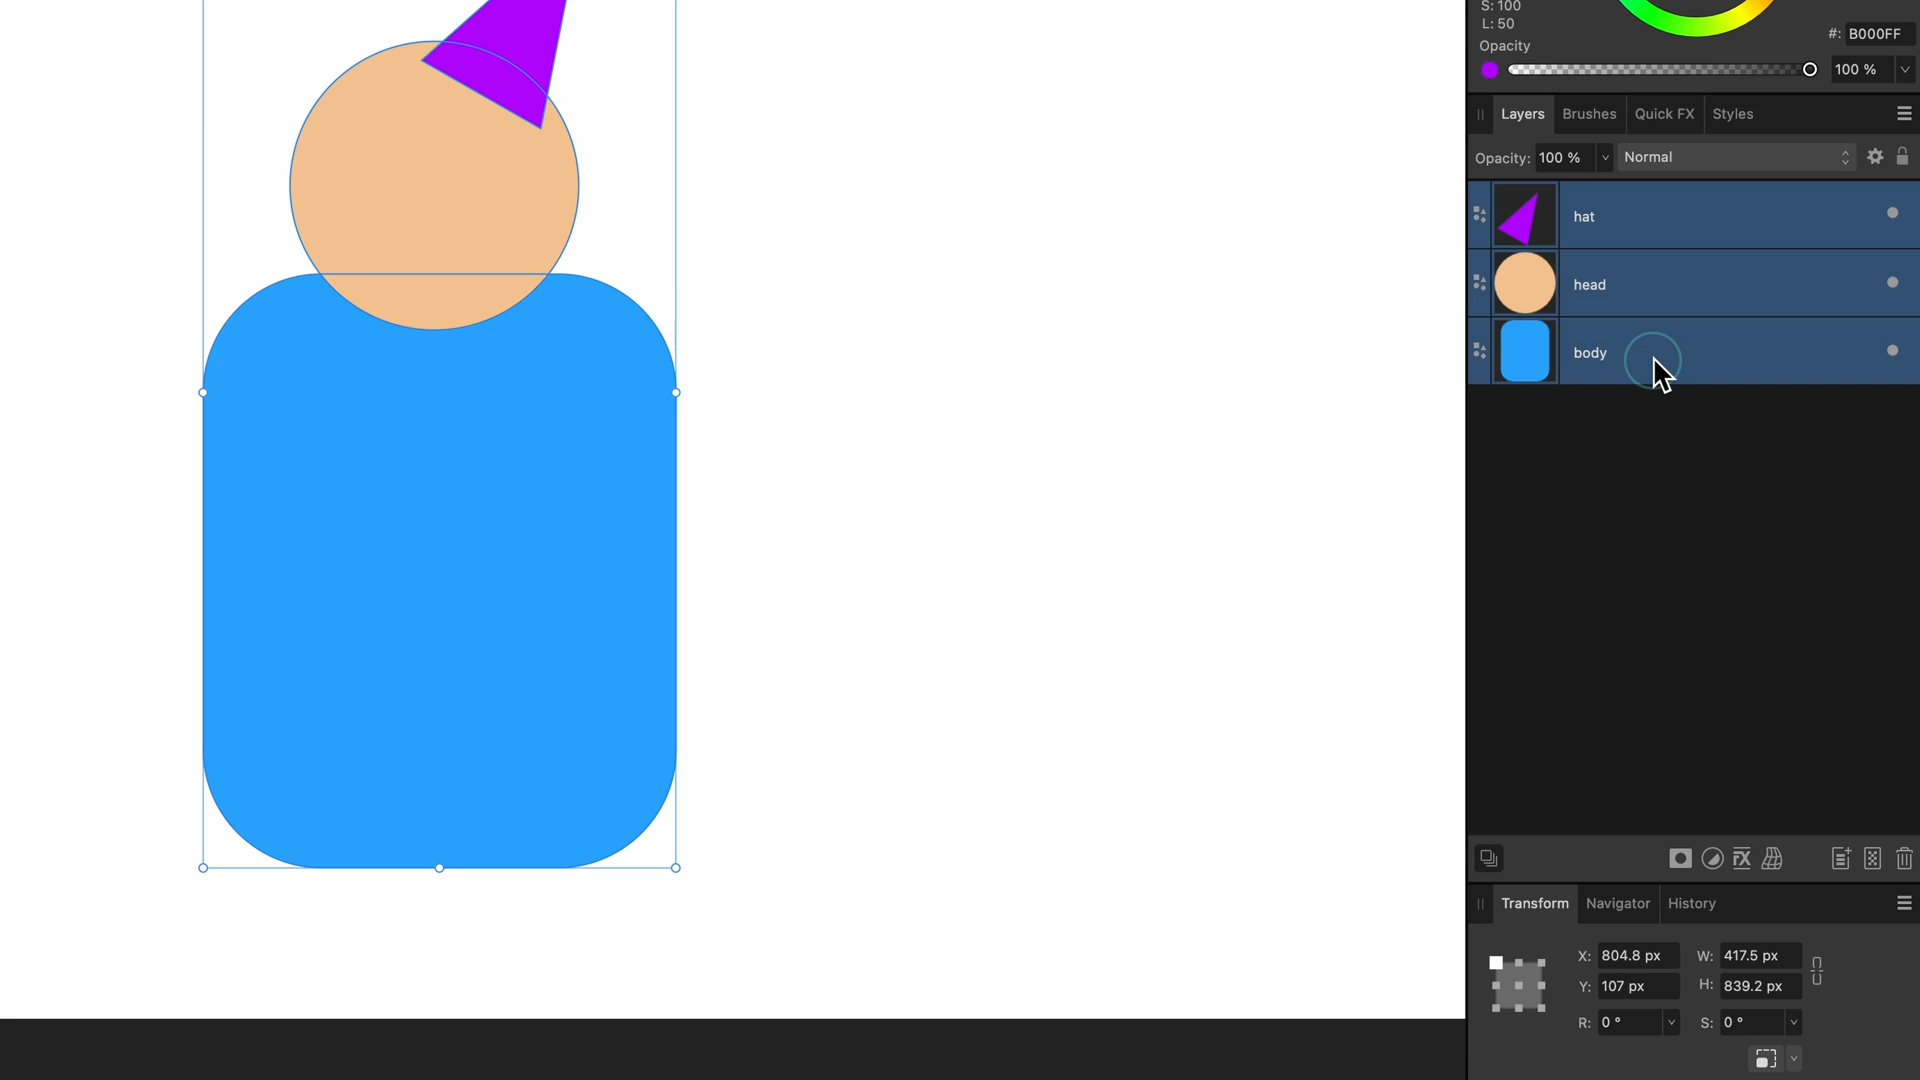 S: 100
L: 50
#: B000FF
Opacity
100 %
Layers Brushes Quick FX Styles
Opacity: 100 % Normal
hat
head
body
FX
Transform Navigator History
X: 804.8 px W: 417.5 px
Y: 107 px H: 839.2 px
R: 0 ° S: 0 °